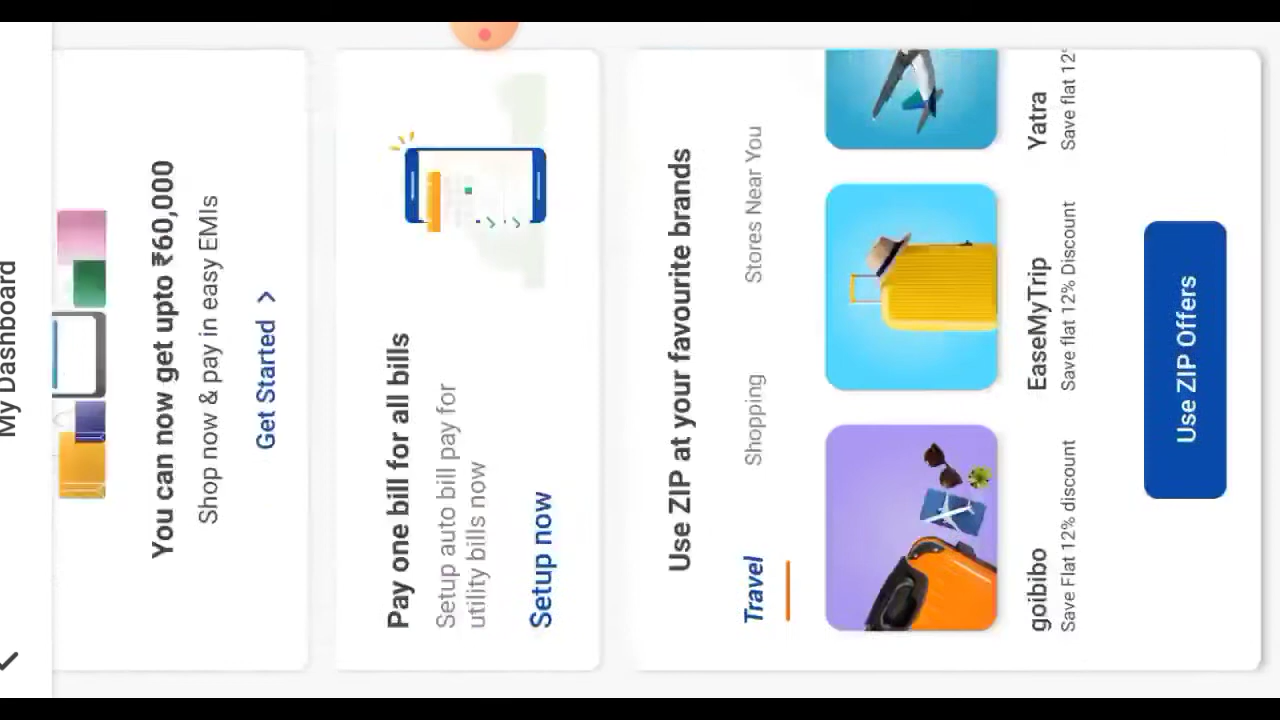 My Dashboard
You can now get upto ₹60,000
Shop now & pay in easy EMIs
Get Started >
Pay one bill for all bills
Setup auto bill pay for
utility bills now
Setup now
Use ZIP at your favourite brands
Travel Shopping Stores Near You
goibibo EaseMyTrip Yatra
Save Flat 12% discount Save flat 12% Discount Save flat 12%
Use ZIP Offers